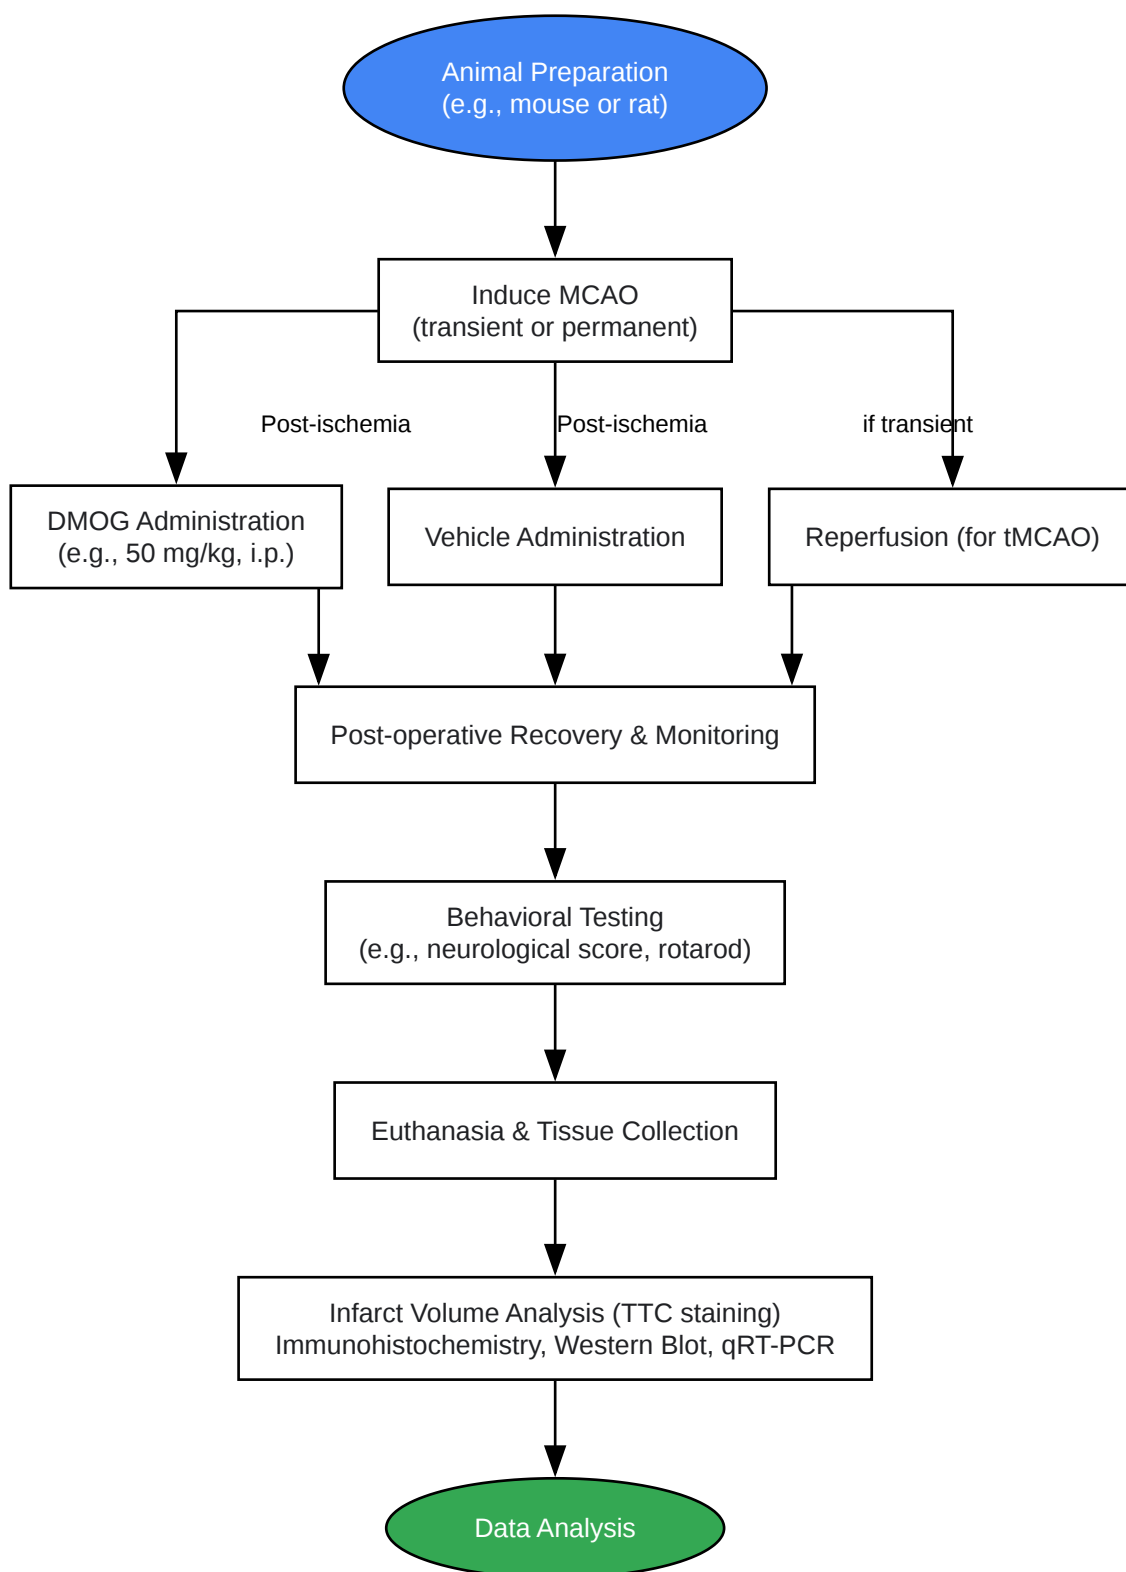 Animal Preparation
(e.g., mouse or rat)
Induce MCAO
(transient or permanent)
Post-ischemia
Post-ischemia
if transient
DMOG Administration
(e.g., 50 mg/kg, i.p.)
Vehicle Administration
Reperfusion (for tMCAO)
Post-operative Recovery & Monitoring
Behavioral Testing
(e.g., neurological score, rotarod)
Euthanasia & Tissue Collection
Infarct Volume Analysis (TTC staining)
Immunohistochemistry, Western Blot, qRT-PCR
Data Analysis